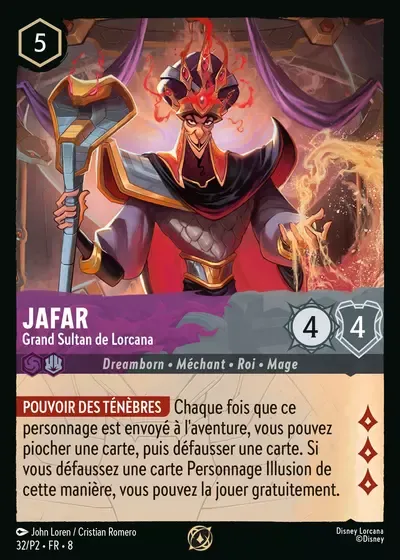 5
JAFAR
Grand Sultan de Lorcana
4
4
Dreamborn • Méchant • Roi • Mage
POUVOIR DES TÉNÈBRES Chaque fois que ce
personnage est envoyé à l'aventure, vous pouvez
piocher une carte, puis défausser une carte. Si
vous défaussez une carte Personnage Illusion de
cette manière, vous pouvez la jouer gratuitement.
John Loren / Cristian Romero
32/P2 • FR • 8
Disney Lorcana
©Disney